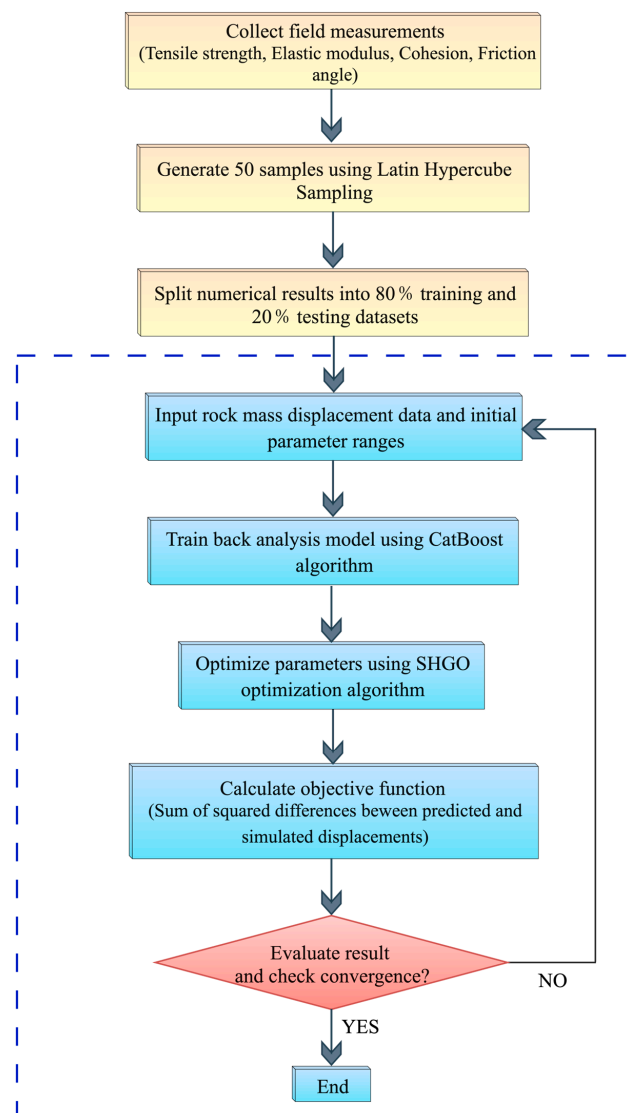 Collect field measurements
(Tensile strength, Elastic modulus, Cohesion, Friction
angle)
Generate 50 samples using Latin Hypercube
Sampling
Split numerical results into 80% training and
20% testing datasets
Input rock mass displacement data and initial
parameter ranges
Train back analysis model using CatBoost
algorithm
Optimize parameters using SHGO
optimization algorithm
Calculate objective function
(Sum of squared differences beween predicted and
simulated displacements)
Evaluate result
and check convergence?
NO
YES
End